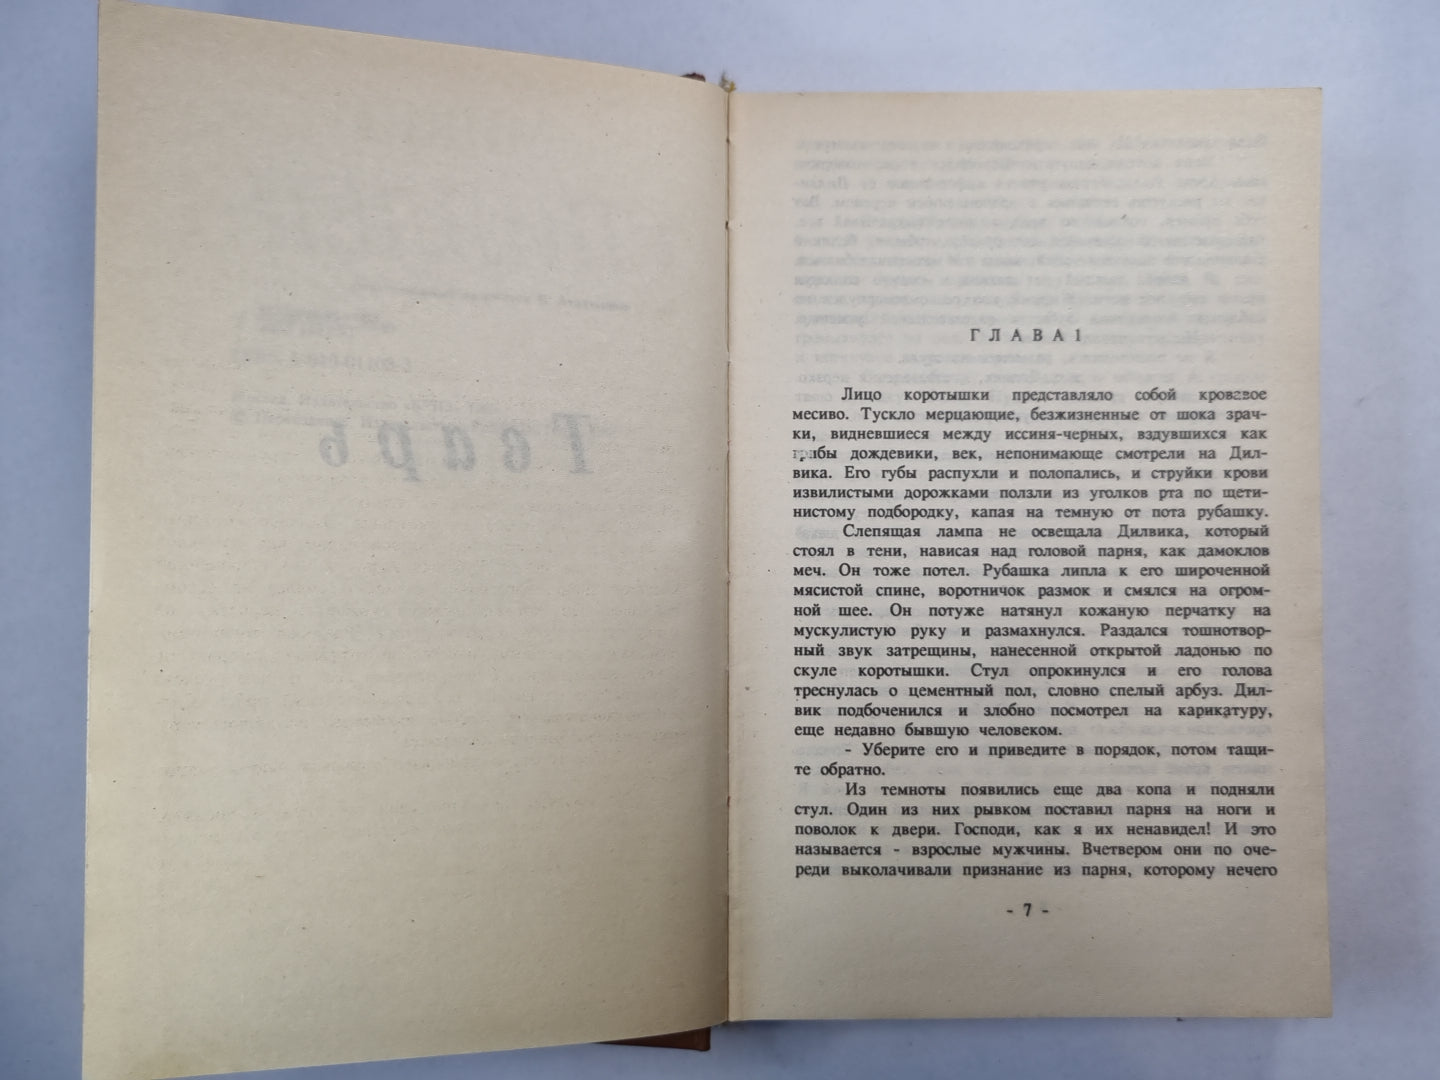 Тварь
Г Л А В А 1
Лицо коротышки представляло собой кровавое
месиво. Тускло мерцающие, безжизненные от шока зрач-
ки, видневшиеся между иссиня-черных, вздувшихся как
грибы дождевики, век, непонимающе смотрели на Дил-
вика. Его губы распухли и полопались, и струйки крови
извилистыми дорожками ползли из уголков рта по щети-
нистому подбородку, капая на темную от пота рубашку.
Слепящая лампа не освещала Дилвика, который
стоял в тени, нависая над головой парня, как дамоклов
меч. Он тоже потел. Рубашка липла к его широченной
мясистой спине, воротничок размок и смялся на огром-
ной шее. Он потуже натянул кожаную перчатку на
мускулистую руку и размахнулся. Раздался тошнотвор-
ный звук затрещины, нанесенной открытой ладонью по
скуле коротышки. Стул опрокинулся и его голова
треснулась о цементный пол, словно спелый арбуз. Дил-
вик подбоченился и злобно посмотрел на карикатуру,
еще недавно бывшую человеком.
- Уберите его и приведите в порядок, потом тащи-
те обратно.
Из темноты появились еще два копа и подняли
стул. Один из них рывком поставил парня на ноги и
поволок к двери. Господи, как я их ненавидел! И это
называется - взрослые мужчины. Вчетвером они по оче-
реди выколачивали признание из парня, которому нечего
- 7 -